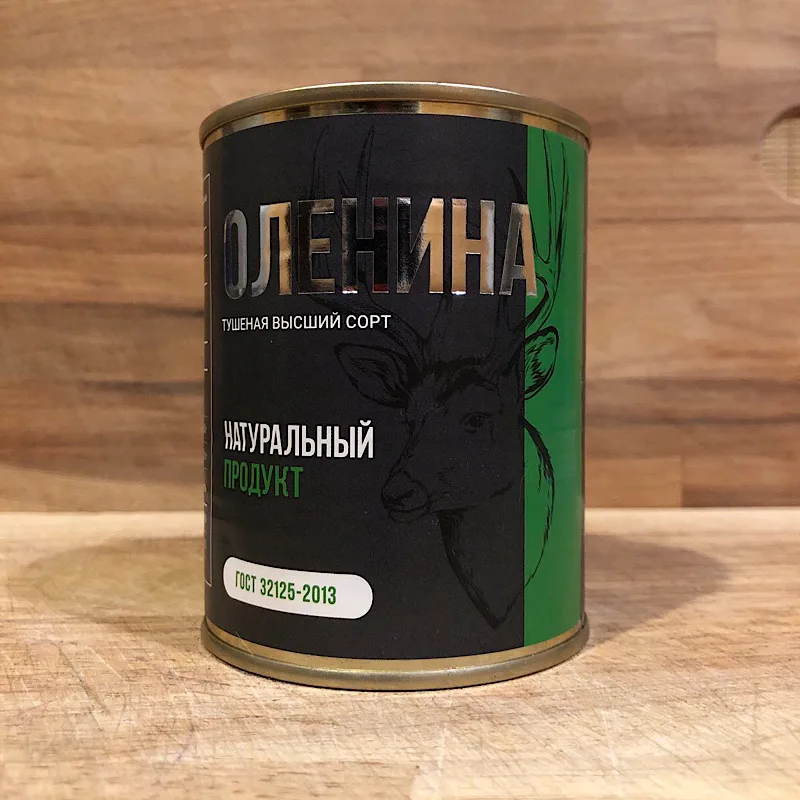 ОЛЕНИНА
ТУШЕНАЯ ВЫСШИЙ СОРТ
НАТУРАЛЬНЫЙ
ПРОДУКТ
ГОСТ 32125-2013